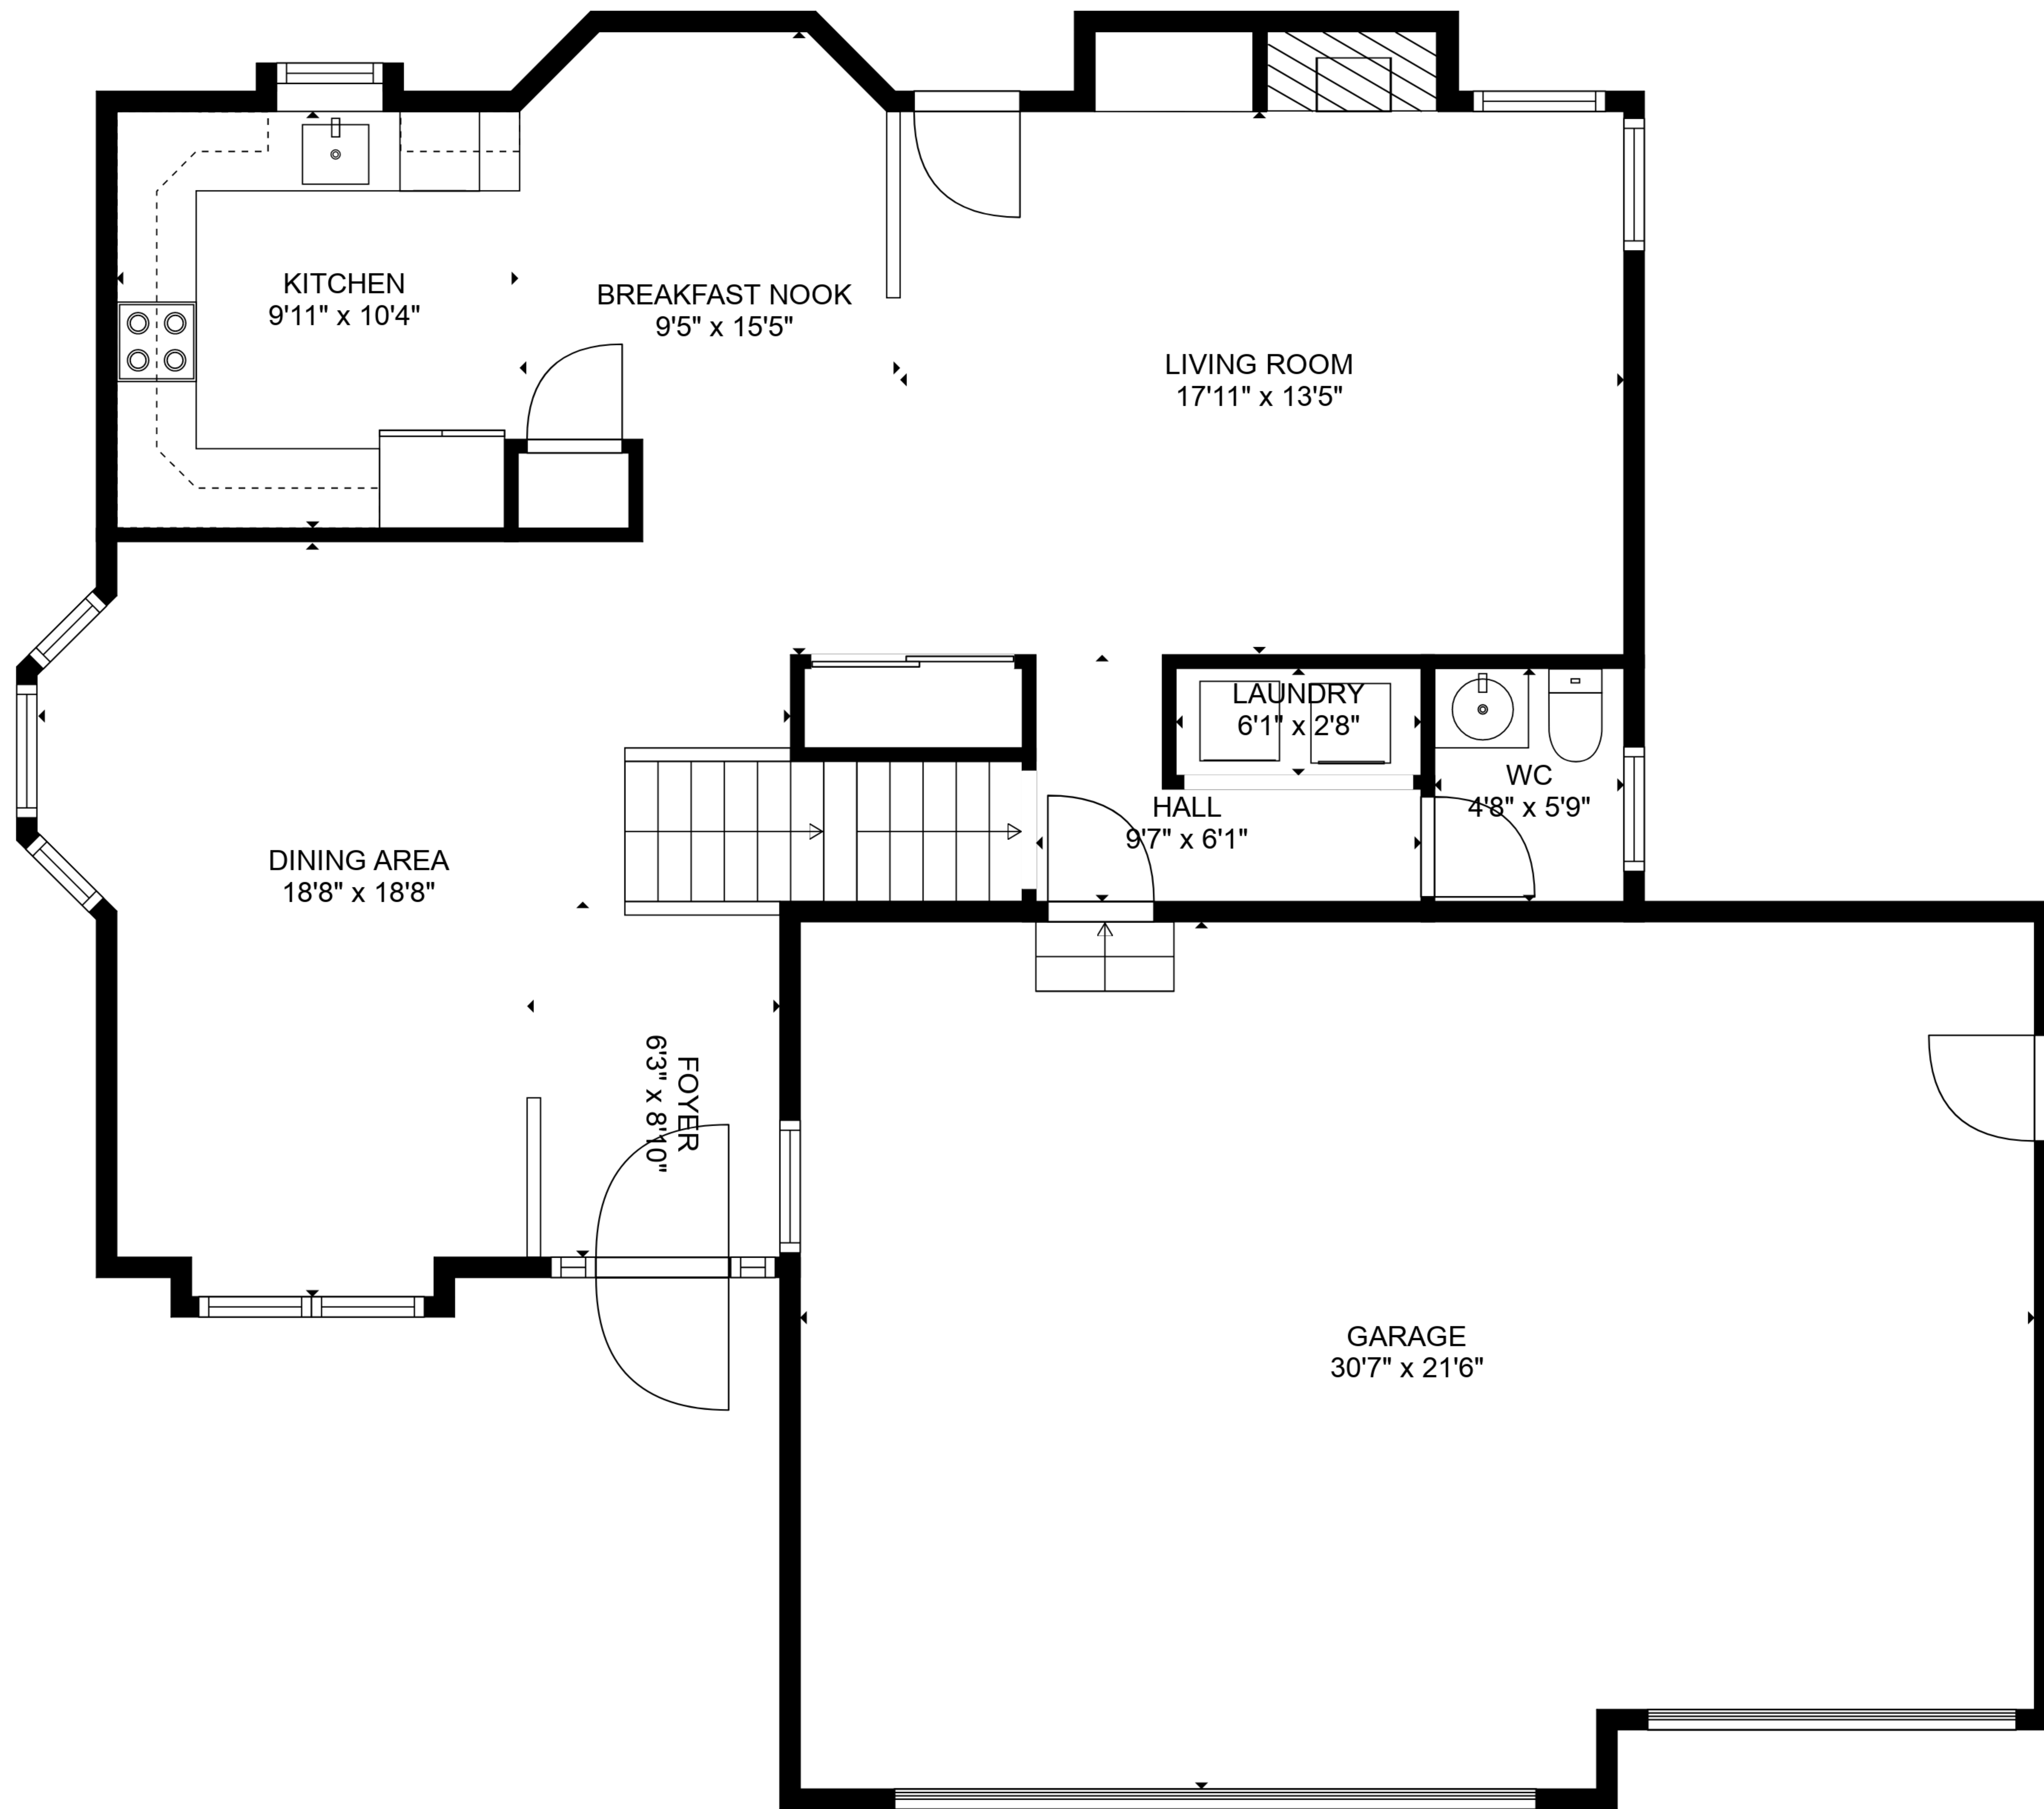 KITCHEN
9'11" x 10'4"
BREAKFAST NOOK
9'5" x 15'5"
LIVING ROOM
17'11" x 13'5"
LAUNDRY
6'1" x 2'8"
WC
4'8" x 5'9"
HALL
9'7" x 6'1"
DINING AREA
18'8" x 18'8"
FOYER
6'3" x 8'10"
GARAGE
30'7" x 21'6"